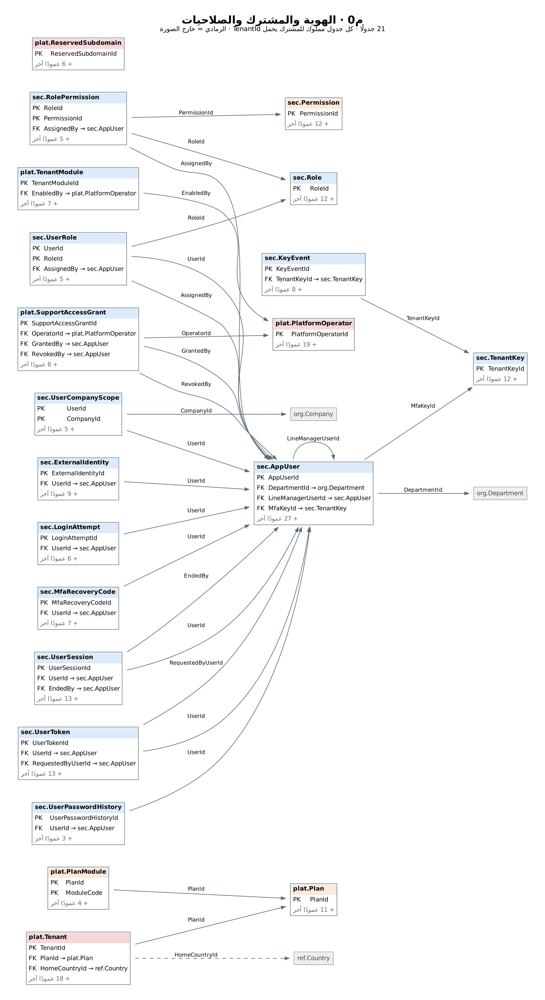 م0 · الهوية والمشترك والصلاحيات
21 جدولًا · كل جدول مملوك للمشترك يحمل TenantId · الرمادي = خارج الصورة
plat.ReservedSubdomain
PK ReservedSubdomainId
+ 6 عمودًا آخر
sec.RolePermission
PK RoleId
PK PermissionId
FK AssignedBy → sec.AppUser
+ 5 عمودًا آخر
PermissionId
RoleId
AssignedBy
sec.Permission
PK PermissionId
+ 12 عمودًا آخر
plat.TenantModule
PK TenantModuleId
FK EnabledBy → plat.PlatformOperator
+ 7 عمودًا آخر
EnabledBy
sec.Role
PK RoleId
+ 12 عمودًا آخر
RoleId
sec.UserRole
PK UserId
PK RoleId
FK AssignedBy → sec.AppUser
+ 5 عمودًا آخر
UserId
AssignedBy
sec.KeyEvent
PK KeyEventId
FK TenantKeyId → sec.TenantKey
+ 8 عمودًا آخر
TenantKeyId
plat.SupportAccessGrant
PK SupportAccessGrantId
FK OperatorId → plat.PlatformOperator
FK GrantedBy → sec.AppUser
FK RevokedBy → sec.AppUser
+ 8 عمودًا آخر
OperatorId
GrantedBy
RevokedBy
plat.PlatformOperator
PK PlatformOperatorId
+ 19 عمودًا آخر
sec.TenantKey
PK TenantKeyId
+ 12 عمودًا آخر
MfaKeyId
sec.UserCompanyScope
PK UserId
PK CompanyId
+ 5 عمودًا آخر
CompanyId
UserId
org.Company
LineManagerUserId
sec.ExternalIdentity
PK ExternalIdentityId
FK UserId → sec.AppUser
+ 9 عمودًا آخر
UserId
sec.AppUser
PK AppUserId
FK DepartmentId → org.Department
FK LineManagerUserId → sec.AppUser
FK MfaKeyId → sec.TenantKey
+ 27 عمودًا آخر
DepartmentId
org.Department
UserId
sec.LoginAttempt
PK LoginAttemptId
FK UserId → sec.AppUser
+ 6 عمودًا آخر
UserId
EndedBy
sec.MfaRecoveryCode
PK MfaRecoveryCodeId
FK UserId → sec.AppUser
+ 7 عمودًا آخر
UserId
sec.UserSession
PK UserSessionId
FK UserId → sec.AppUser
FK EndedBy → sec.AppUser
+ 13 عمودًا آخر
RequestedByUserId
UserId
sec.UserToken
PK UserTokenId
FK UserId → sec.AppUser
FK RequestedByUserId → sec.AppUser
+ 13 عمودًا آخر
UserId
sec.UserPasswordHistory
PK UserPasswordHistoryId
FK UserId → sec.AppUser
+ 3 عمودًا آخر
plat.PlanModule
PK PlanId
PK ModuleCode
+ 4 عمودًا آخر
PlanId
plat.Plan
PK PlanId
+ 11 عمودًا آخر
PlanId
plat.Tenant
PK TenantId
FK PlanId → plat.Plan
FK HomeCountryId → ref.Country
+ 18 عمودًا آخر
HomeCountryId
ref.Country